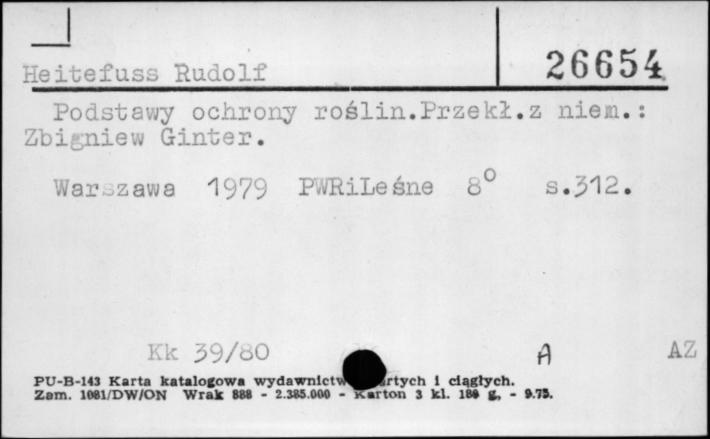 26654
Heitefuss Rudolf
Podstawy ochrony roślin.Przekł.z niem.:
Zbigniew Ginter.
Warszawa 1979 PWRiLeśne 8° s.312.
Kk 39/80 A AZ
PU-B-143 Karta katalogowa wydawnictw rtych i ciągłych.
Zam. 1081/DW/ON Wrak 888 - 2.385.000 - Karton 3 kl. 180 g, - 9.75.